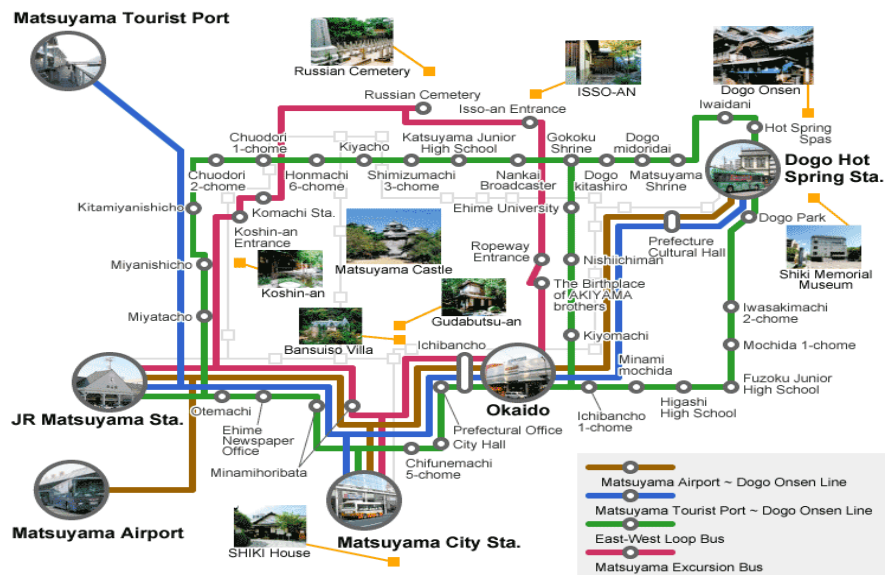 Matsuyama Tourist Port
Russian Cemetery
ISSO-AN
Dogo Onsen
Russian Cemetery
Isso-an Entrance
Iwaidani
Hot Spring
Spas
Chuodori
1-chome
Kiyacho
Katsuyama Junior
High School
Gokoku
Shrine
Dogo
midoridai
Dogo Hot
Spring Sta.
Chuodori
2-chome
Honmachi
6-chome
Shimizumachi
3-chome
Nankai
Broadcaster
Dogo
kitashiro
Matsuyama
Shrine
Kitamiyanishicho
Komachi Sta.
Ehime University
Dogo Park
Koshin-an
Entrance
Matsuyama Castle
Ropeway
Entrance
Prefecture
Cultural Hall
Miyanishicho
Koshin-an
Nishiichiman
Shiki Memorial
Museum
The Birthplace
of AKIYAMA
brothers
Miyatacho
Gudabutsu-an
Iwasakimachi
2-chome
Bansuiso Villa
Ichibancho
Kiyomachi
Mochida 1-chome
Minami
mochida
JR Matsuyama Sta.
Otemachi
Okaido
Fuzoku Junior
High School
Ehime
Newspaper
Office
Prefectural Office
City Hall
Ichibancho
1-chome
Higashi
High School
Minamihoribata
Chifunemachi
5-chome
Matsuyama Airport
SHIKI House
Matsuyama City Sta.
Matsuyama Airport ~ Dogo Onsen Line
Matsuyama Tourist Port ~ Dogo Onsen Line
East-West Loop Bus
Matsuyama Excursion Bus